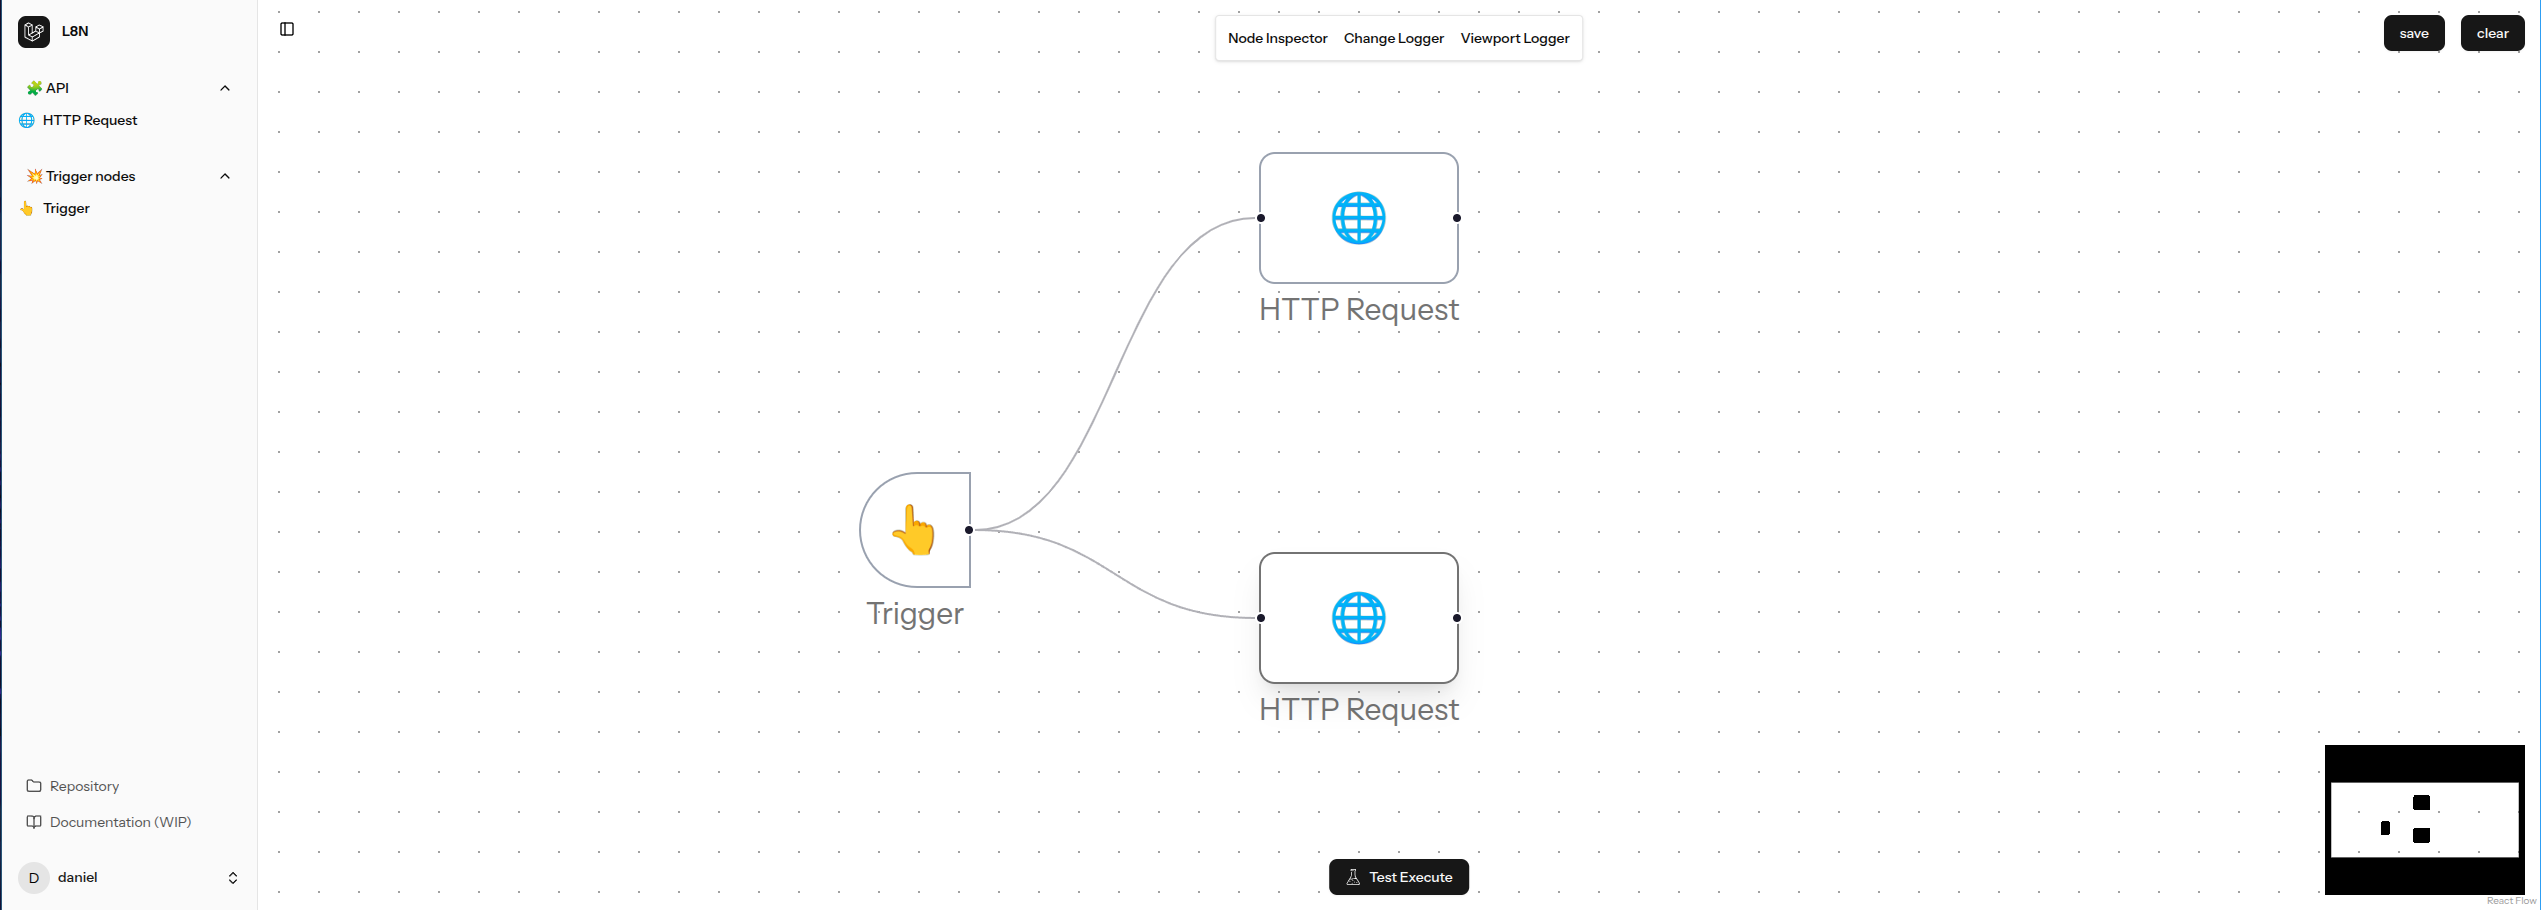 L8N
API
HTTP Request
Trigger nodes
Trigger
Repository
Documentation (WIP)
D
daniel
Node Inspector Change Logger Viewport Logger
save
clear
HTTP Request
Trigger
HTTP Request
Test Execute
React Flow